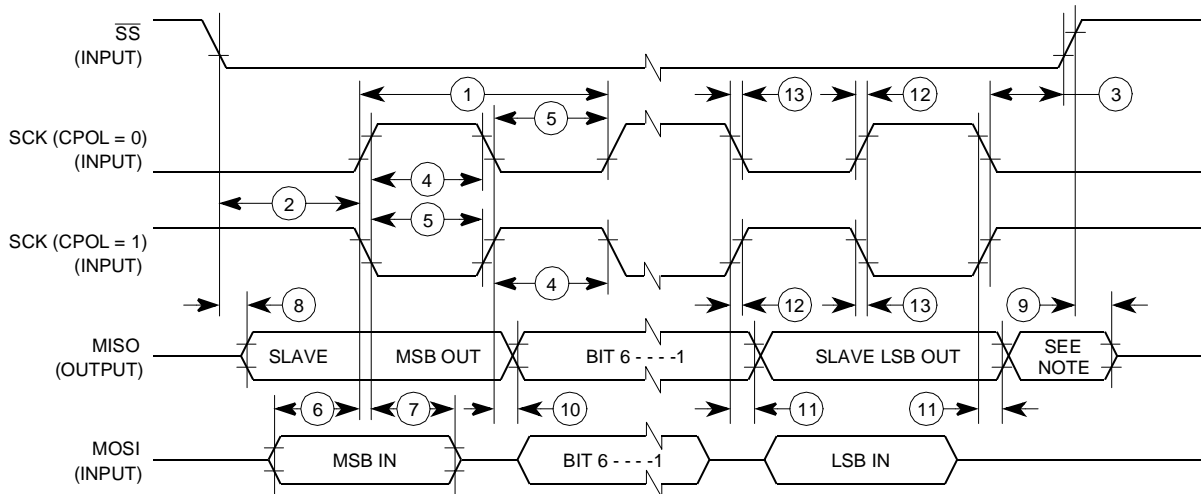 SS
(INPUT)
1
13
12
3
5
SCK (CPOL = 0)
(INPUT)
4
2
5
SCK (CPOL = 1)
(INPUT)
4
8
12
13
9
MISO
(OUTPUT)
SLAVE MSB OUT
BIT 6 - - - - 1
SLAVE LSB OUT
SEE
NOTE
6
7
10
11
11
MOSI
(INPUT)
MSB IN
BIT 6 - - - - 1
LSB IN